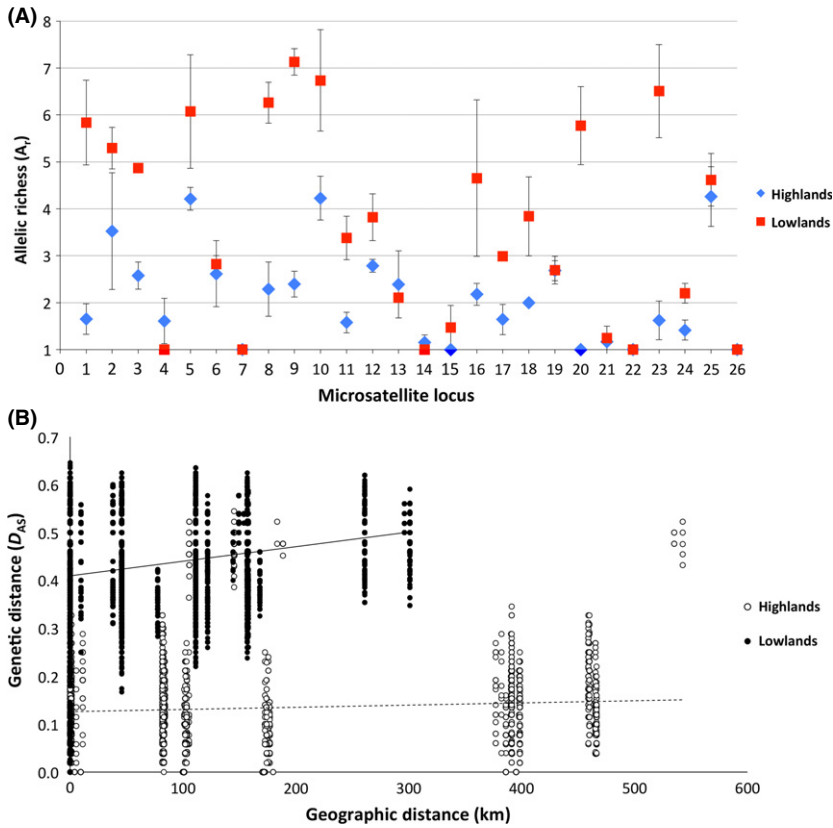 (A)
8
7
6
5
4
3
2
1
Allelic richess (Ar)
0 1 2 3 4 5 6 7 8 9 10 11 12 13 14 15 16 17 18 19 20 21 22 23 24 25 26
Microsatellite locus
Highlands
Lowlands
(B)
0.7
0.6
0.5
0.4
0.3
0.2
0.1
0.0
Genetic distance (DAS)
0 100 200 300 400 500 600
Geographic distance (km)
Highlands
Lowlands